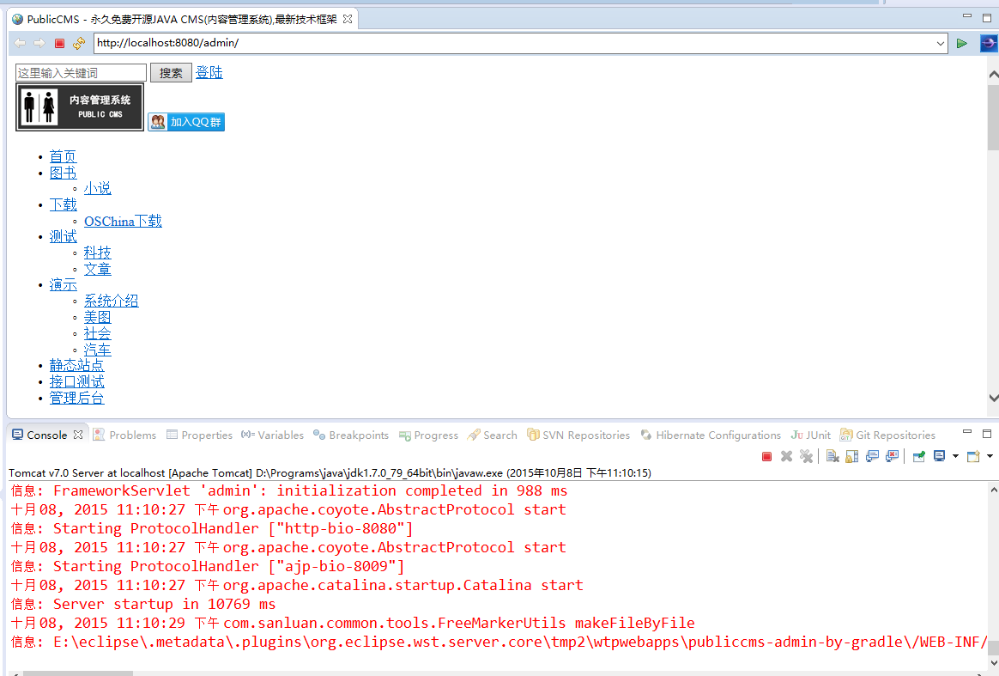 PublicCMS - 永久免费开源JAVA CMS(内容管理系统),最新技术框架
http://localhost:8080/admin/
这里输入关键词 搜索 登陆
内容管理系统
PUBLIC CMS
加入QQ群
首页
图书
小说
下载
OSChina下载
测试
科技
文章
演示
系统介绍
美图
社会
汽车
静态站点
接口测试
管理后台
Console Problems Properties Variables Breakpoints Progress Search SVN Repositories Hibernate Configurations JUnit Git Repositories
Tomcat v7.0 Server at localhost [Apache Tomcat] D:\Programs\java\jdk1.7.0_79_64bit\bin\javaw.exe (2015年10月8日 下午11:10:15)
信息: FrameworkServlet 'admin': initialization completed in 988 ms
十月 08, 2015 11:10:27 下午 org.apache.coyote.AbstractProtocol start
信息: Starting ProtocolHandler ["http-bio-8080"]
十月 08, 2015 11:10:27 下午 org.apache.coyote.AbstractProtocol start
信息: Starting ProtocolHandler ["ajp-bio-8009"]
十月 08, 2015 11:10:27 下午 org.apache.catalina.startup.Catalina start
信息: Server startup in 10769 ms
十月 08, 2015 11:10:29 下午 com.sanluan.common.tools.FreeMarkerUtils makeFileByFile
信息: E:\eclipse\.metadata\.plugins\org.eclipse.wst.server.core\tmp2\wtpwebapps\publiccms-admin-by-gradle\/WEB-INF/